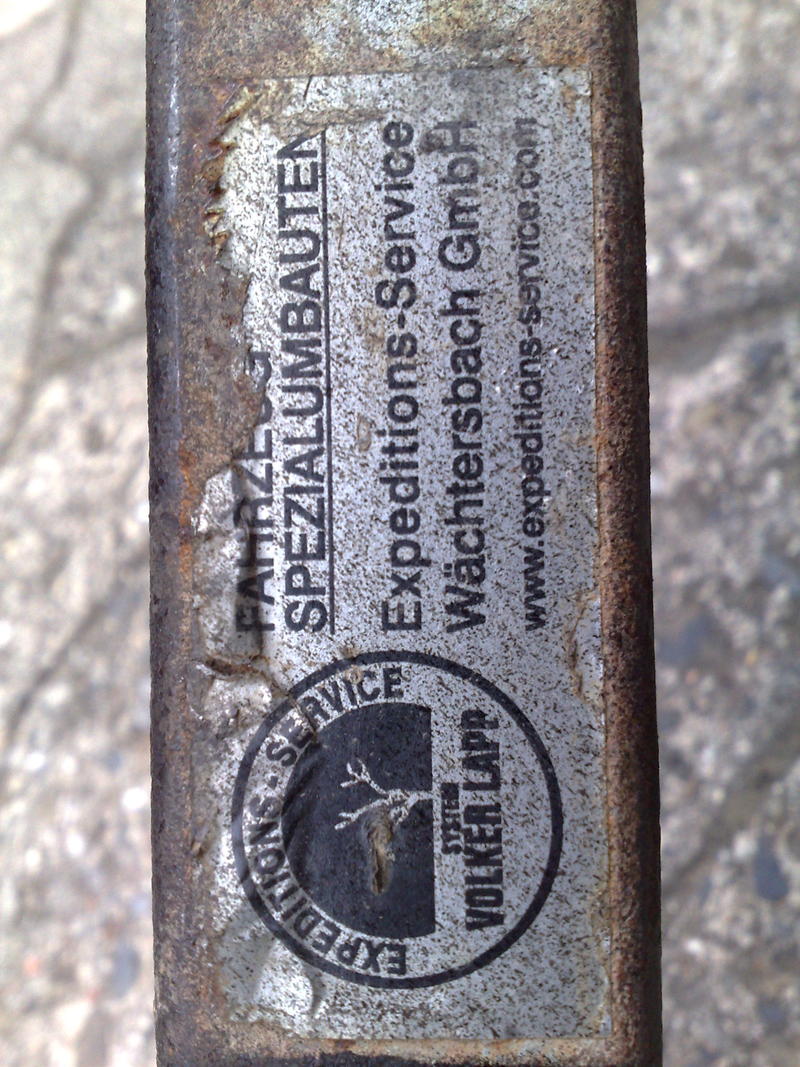 EXPEDITIONS - SERVICE
SYSTEM
VOLKER LAPP
FAHRZEUG
SPEZIALUMBAUTEN
Expeditions-Service
Wächtersbach GmbH
www.expeditions-service.com